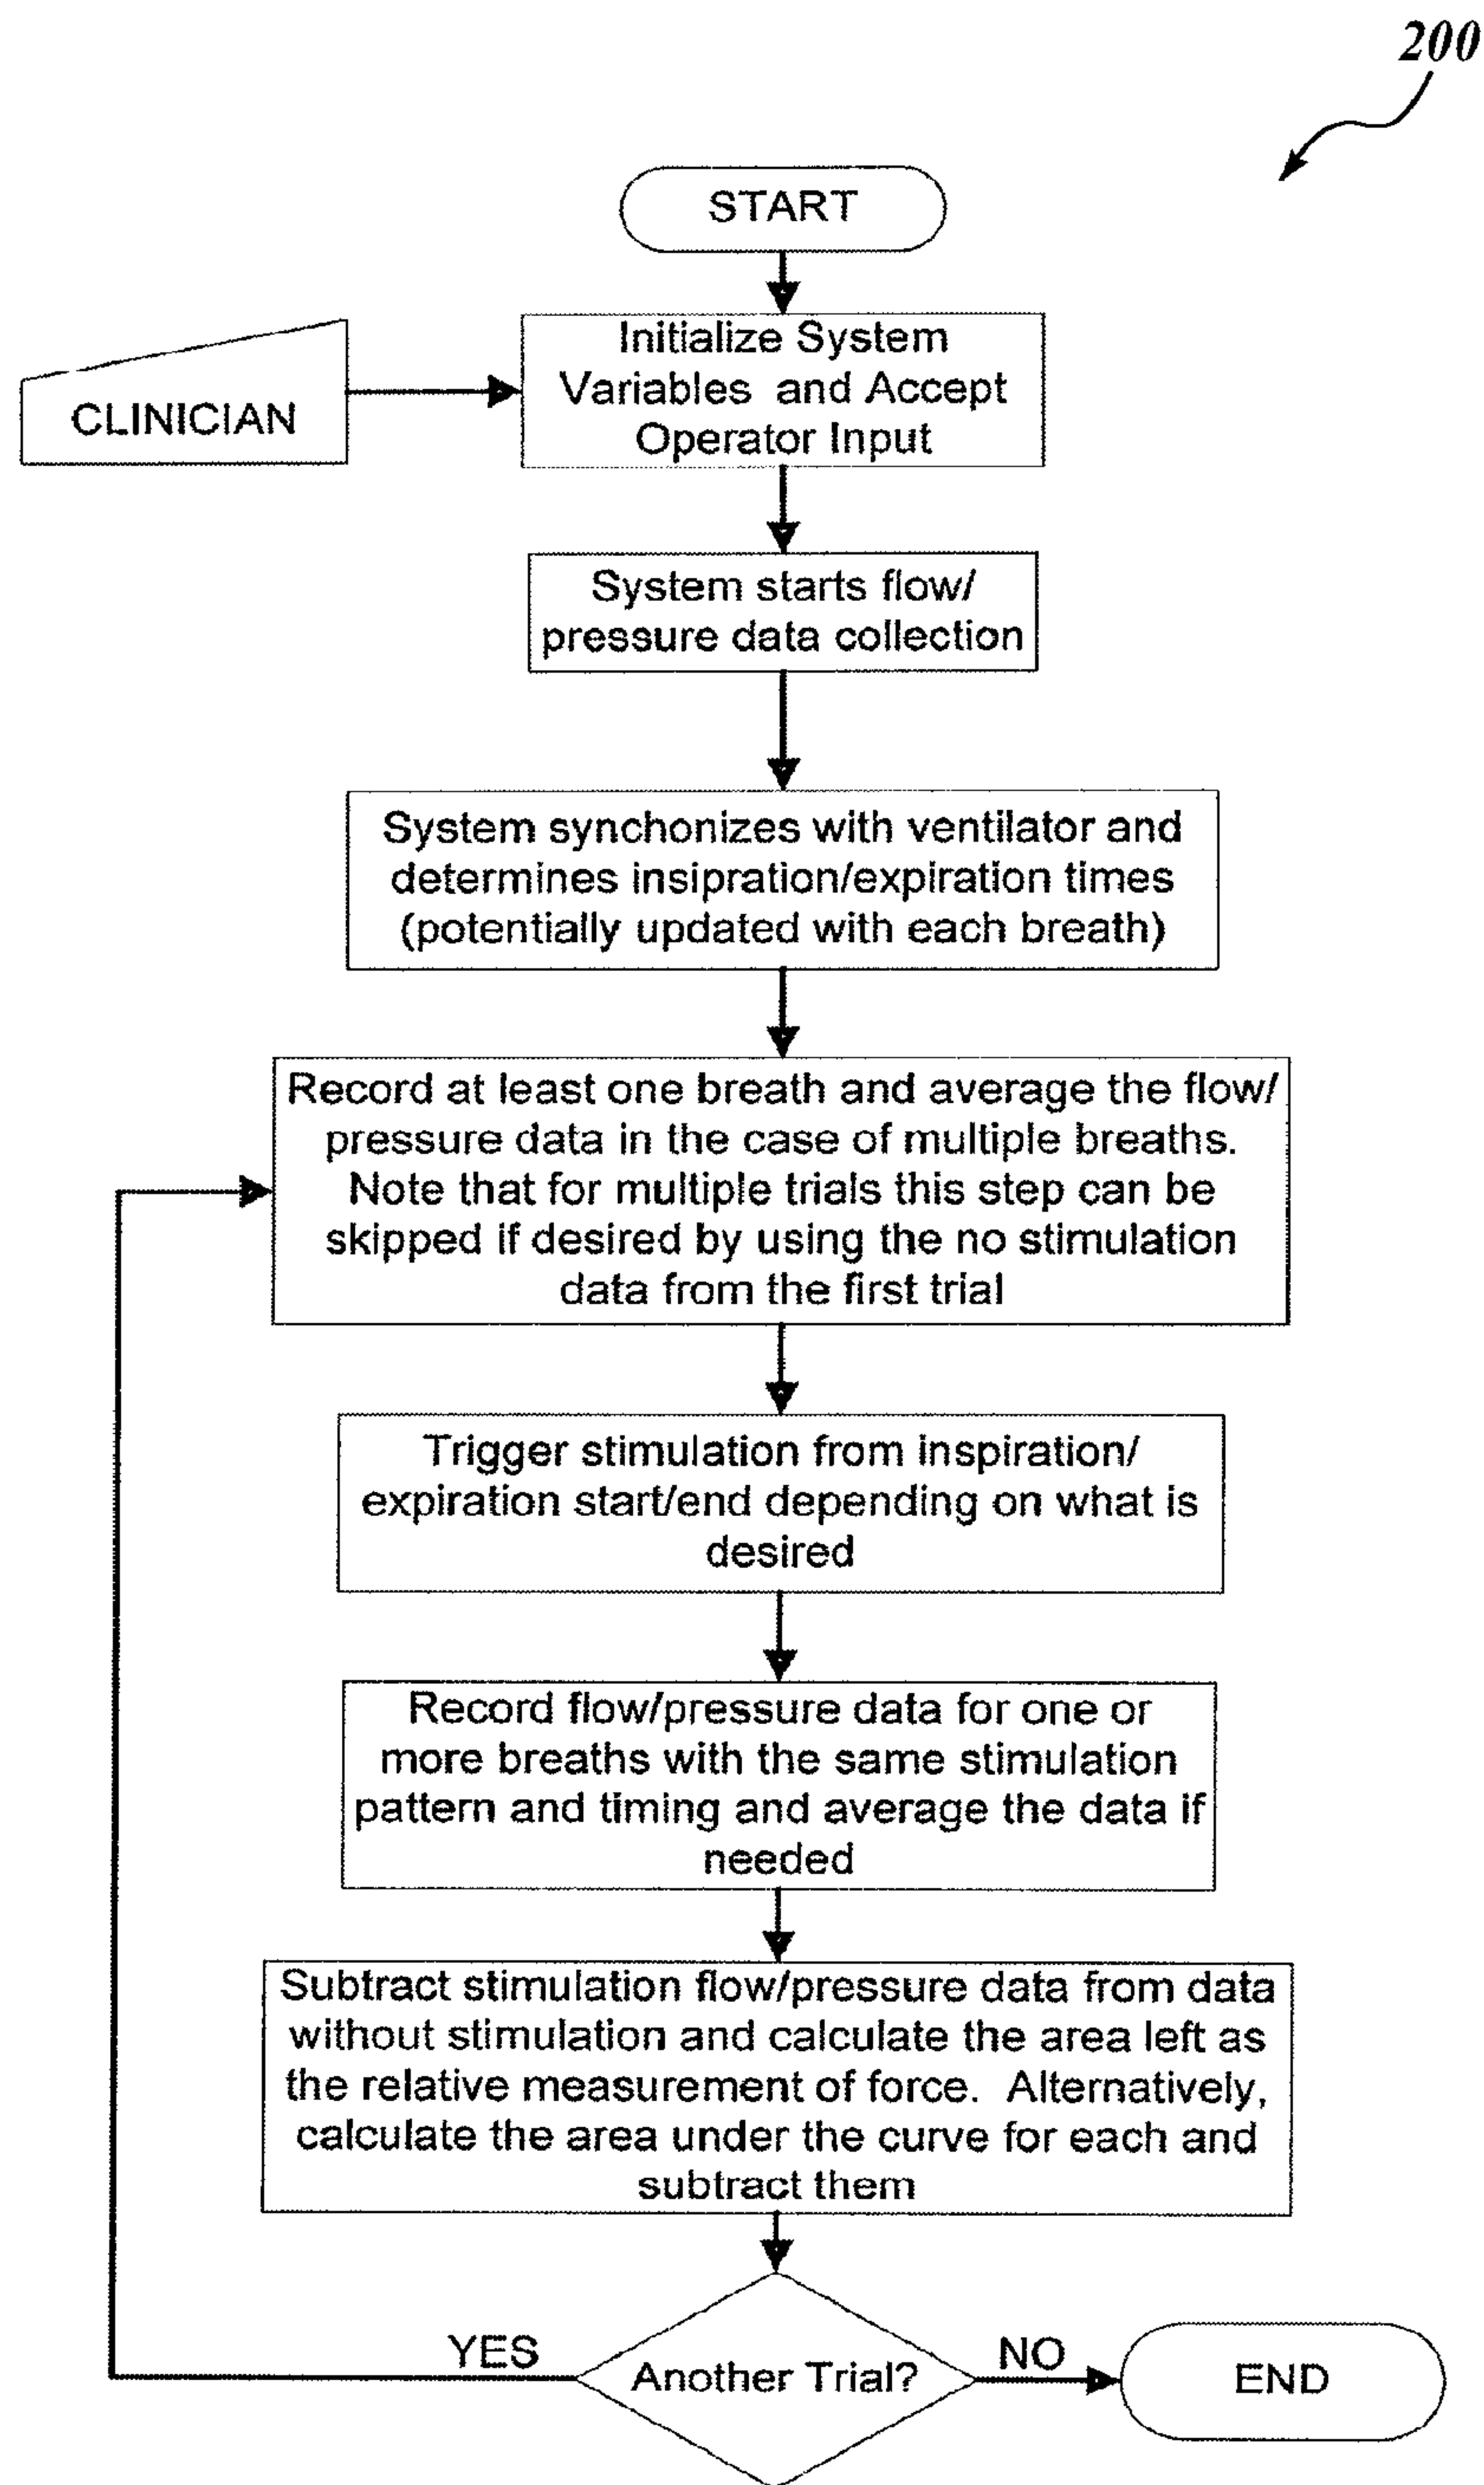 200
START
Initialize System
Variables and Accept
Operator Input
CLINICIAN
System starts flow/
pressure data collection
System synchonizes with ventilator and
determines insipration/expiration times
(potentially updated with each breath)
Record at least one breath and average the flow/
pressure data in the case of multiple breaths.
Note that for multiple trials this step can be
skipped if desired by using the no stimulation
data from the first trial
Trigger stimulation from inspiration/
expiration start/end depending on what is
desired
Record flow/pressure data for one or
more breaths with the same stimulation
pattern and timing and average the data if
needed
Subtract stimulation flow/pressure data from data
without stimulation and calculate the area left as
the relative measurement of force. Alternatively,
calculate the area under the curve for each and
subtract them
YES
Another Trial?
NO
END